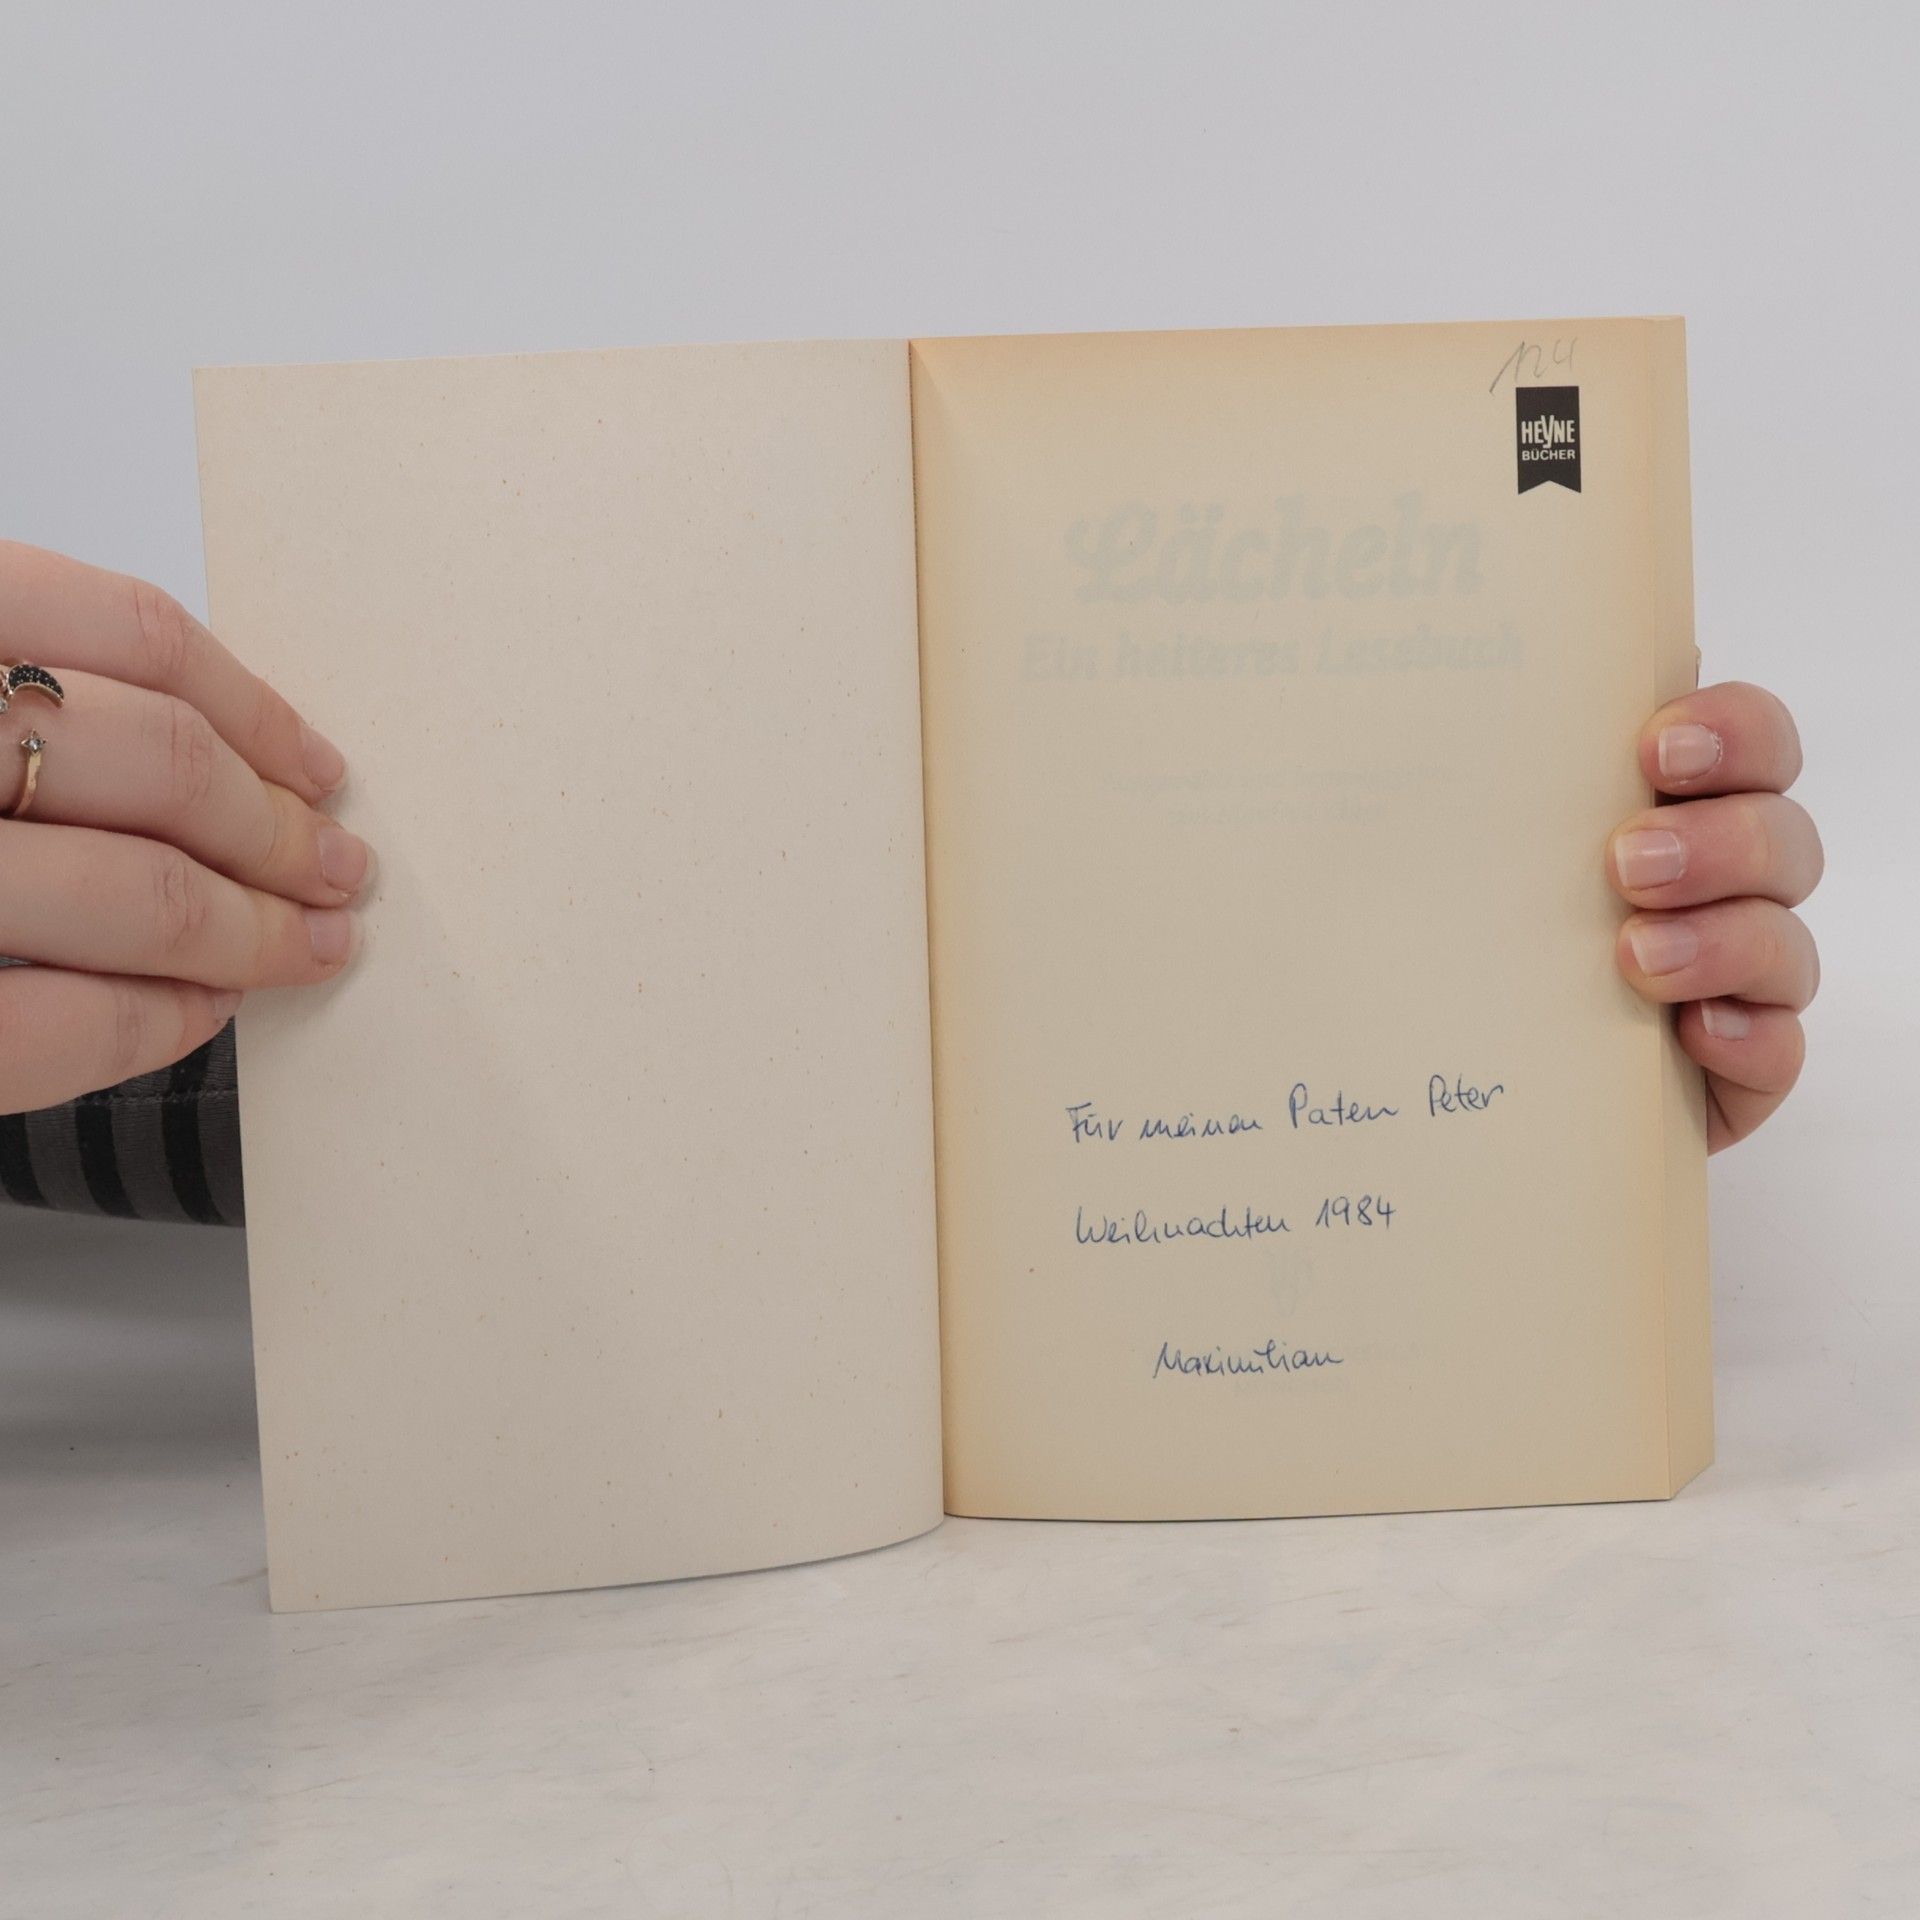 124
HEYNE
BÜCHER
Lächeln
Ein heiteres Lesebuch
Für meinen Paten Peter
Weihnachten 1984
Maximilian